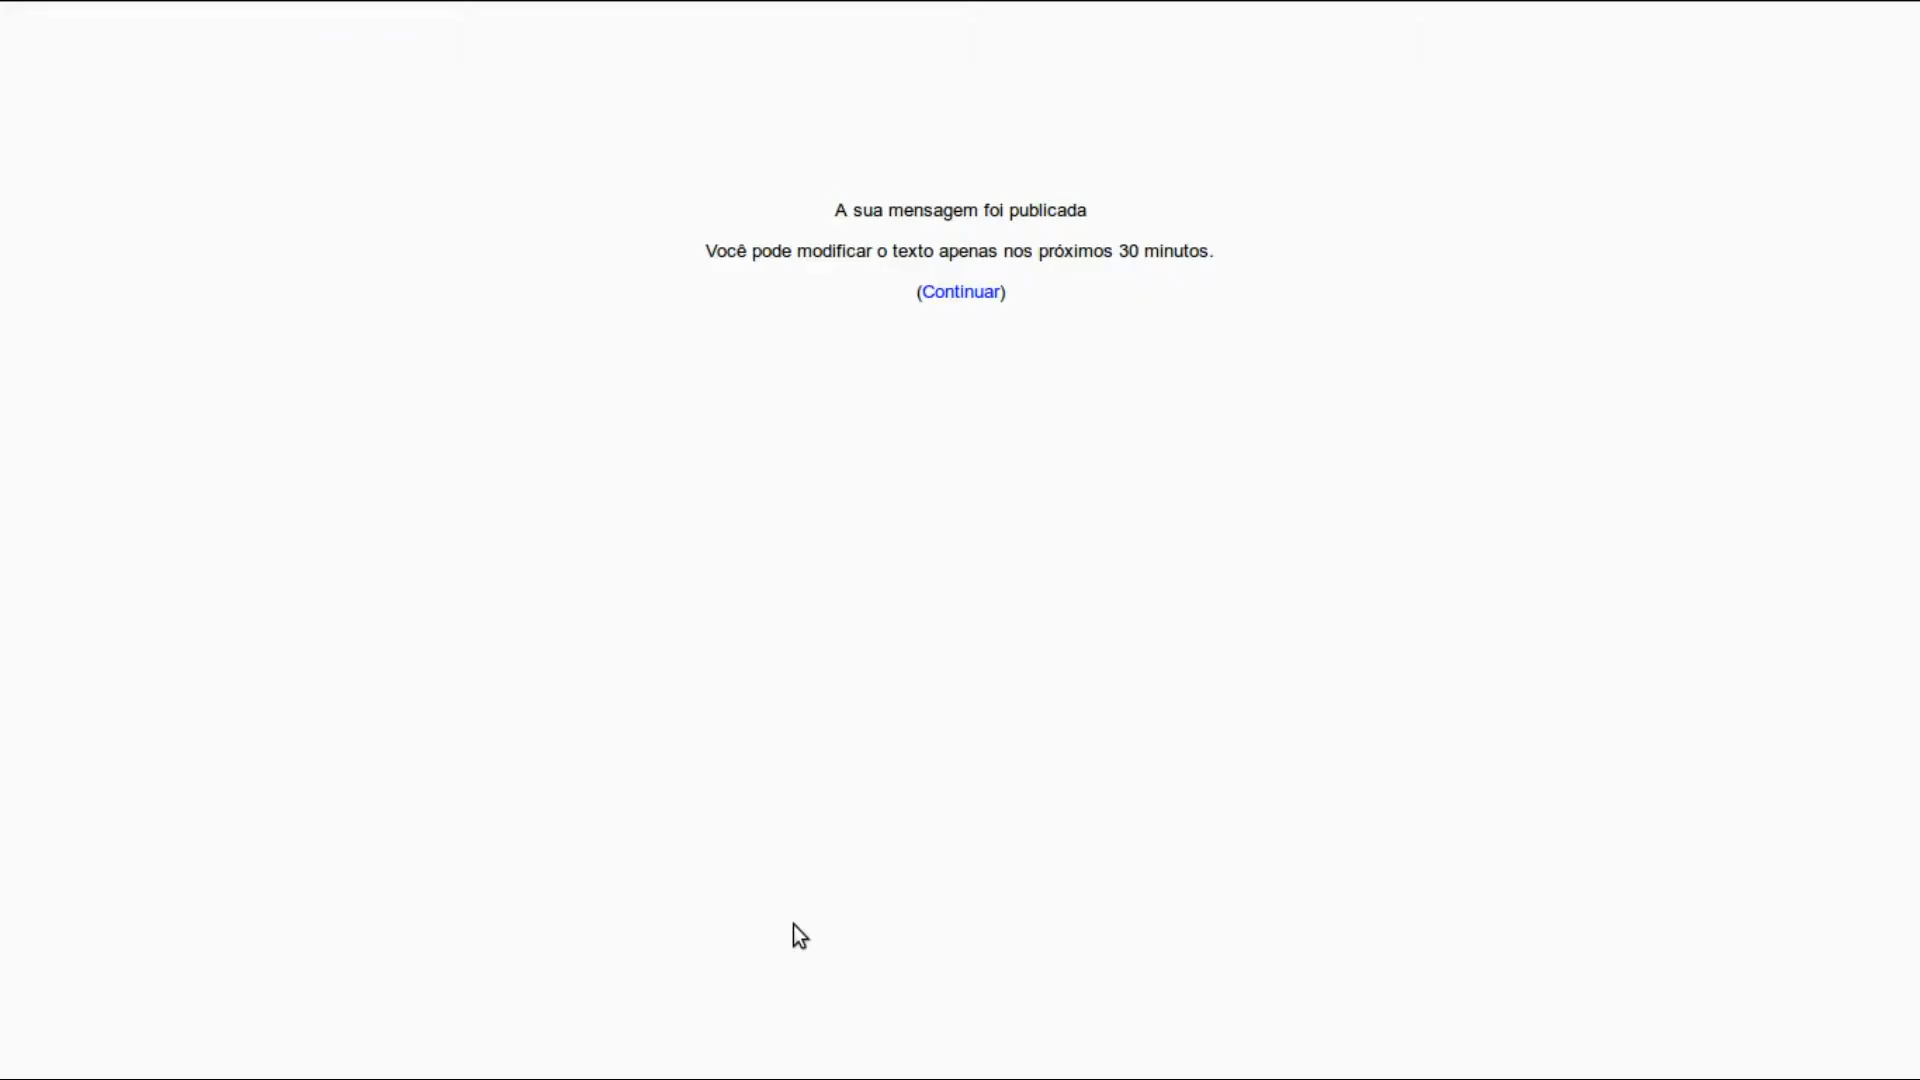 A sua mensagem foi publicada
Você pode modificar o texto apenas nos próximos 30 minutos.
(Continuar)